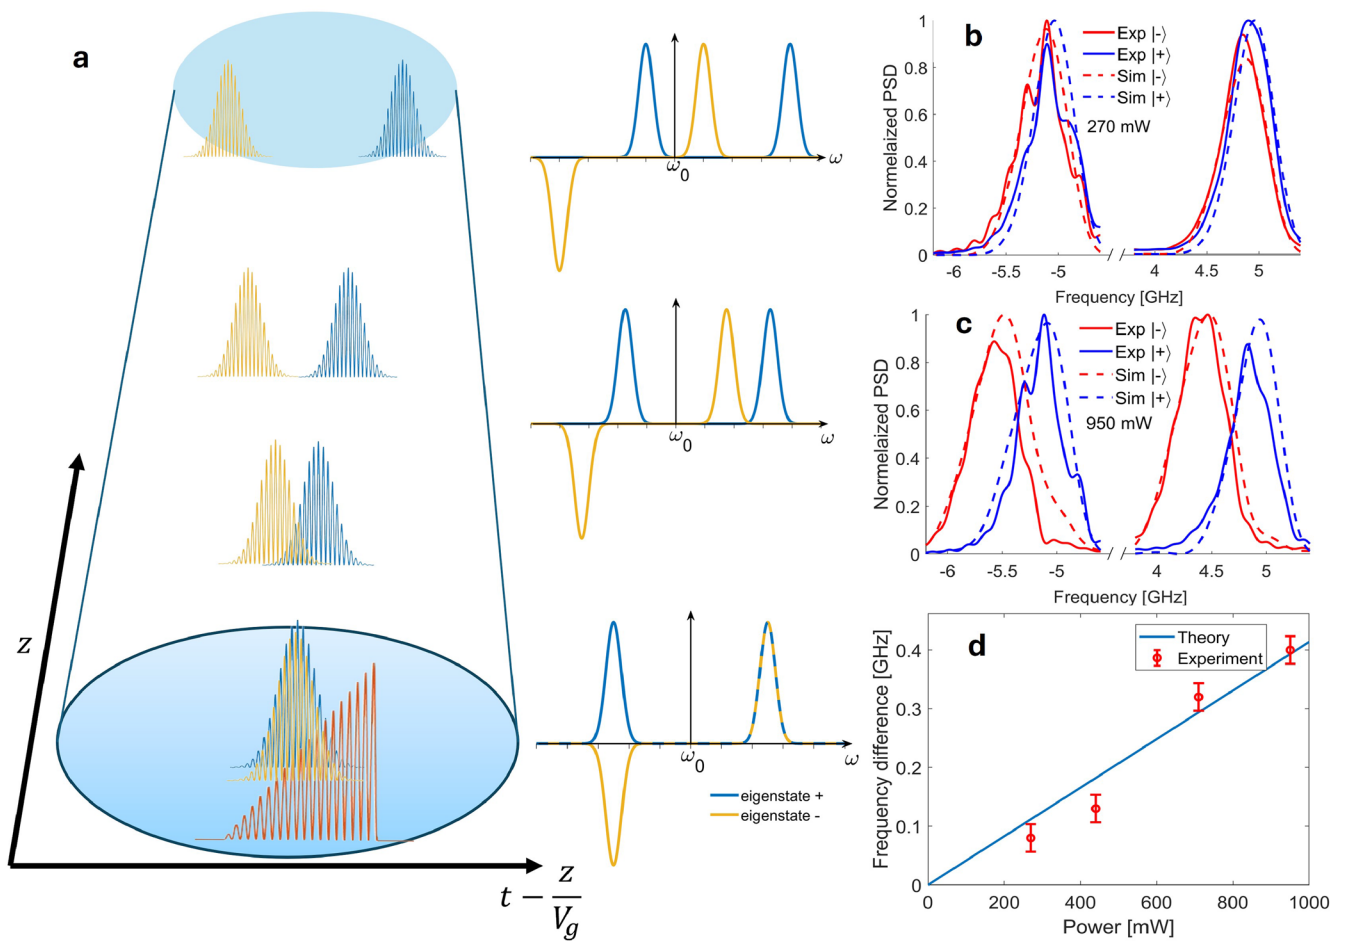 a
z
t − z/V_g
ω
ω₀
ω
ω₀
ω
ω₀
eigenstate +
eigenstate -
b
Normelaized PSD
1
0.8
0.6
0.4
0.2
0
Exp |-⟩
Exp |+⟩
Sim |-⟩
Sim |+⟩
270 mW
-6
-5.5
-5
4
4.5
5
Frequency [GHz]
c
Normelaized PSD
1
0.8
0.6
0.4
0.2
0
Exp |-⟩
Exp |+⟩
Sim |-⟩
Sim |+⟩
950 mW
-6
-5.5
-5
4
4.5
5
Frequency [GHz]
d
Frequency difference [GHz]
0.4
0.3
0.2
0.1
0
Theory
Experiment
0
200
400
600
800
1000
Power [mW]